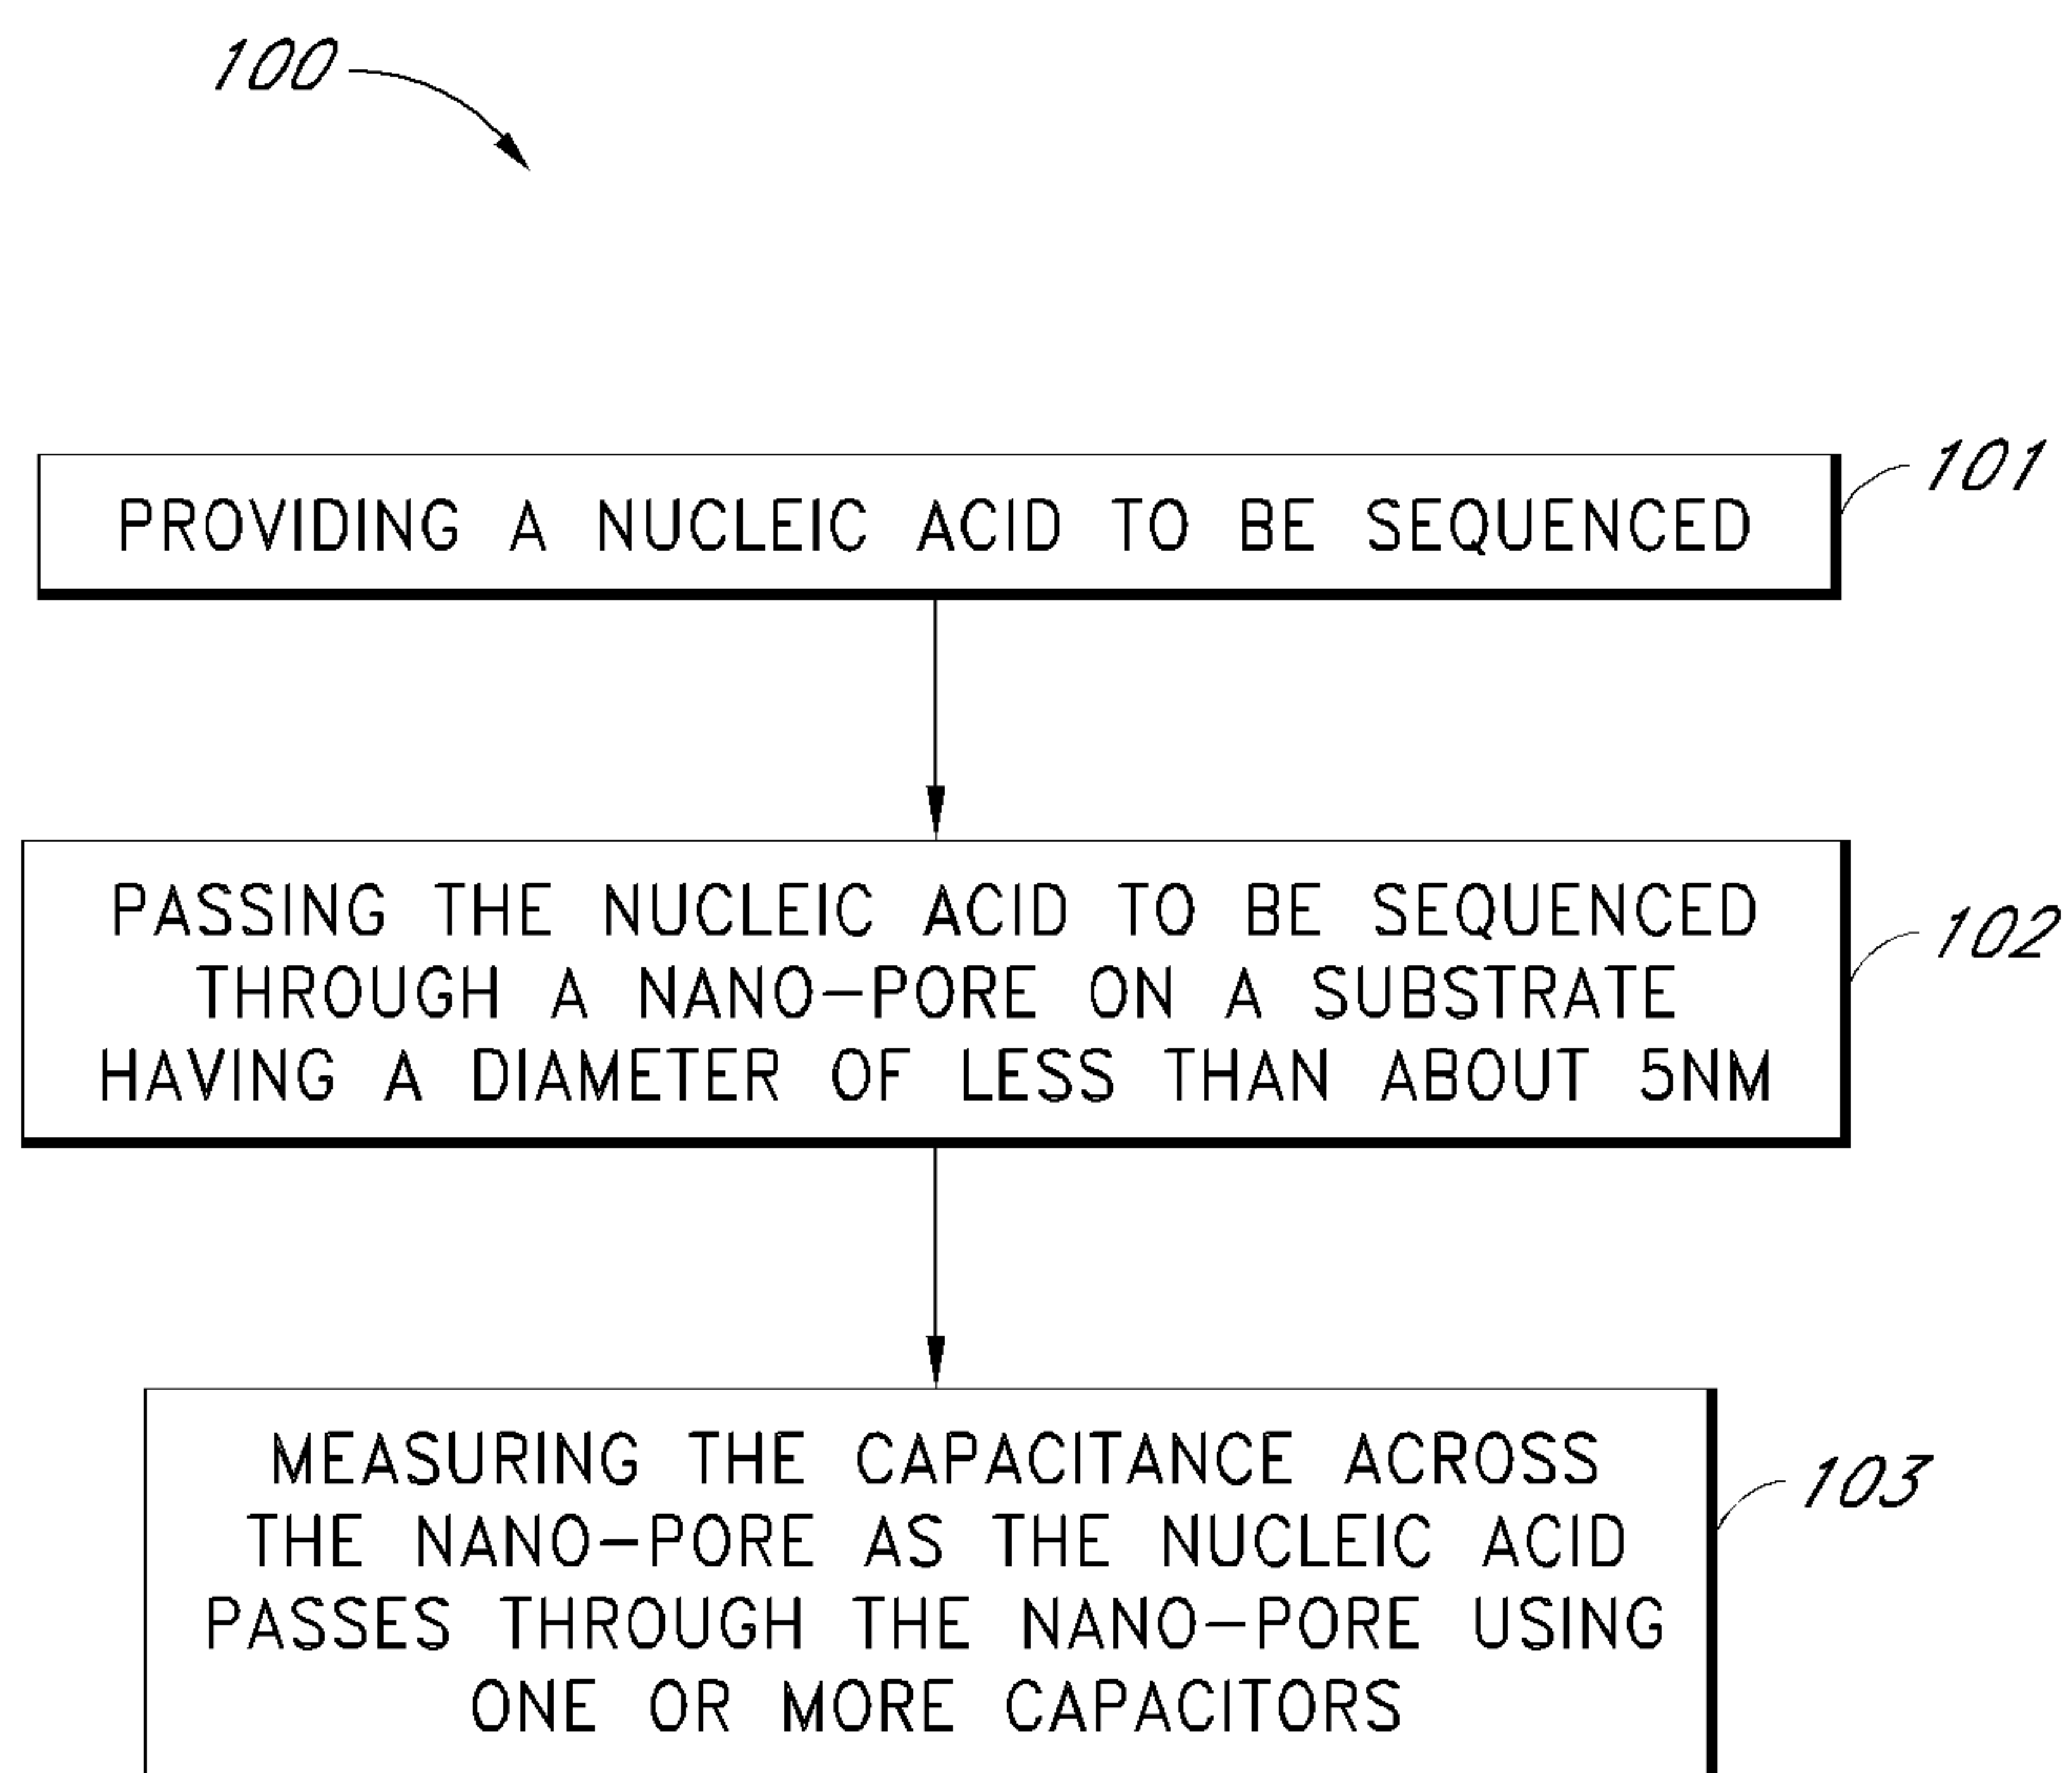 100
PROVIDING A NUCLEIC ACID TO BE SEQUENCED
101
PASSING THE NUCLEIC ACID TO BE SEQUENCED
THROUGH A NANO-PORE ON A SUBSTRATE
HAVING A DIAMETER OF LESS THAN ABOUT 5NM
102
MEASURING THE CAPACITANCE ACROSS
THE NANO-PORE AS THE NUCLEIC ACID
PASSES THROUGH THE NANO-PORE USING
ONE OR MORE CAPACITORS
103